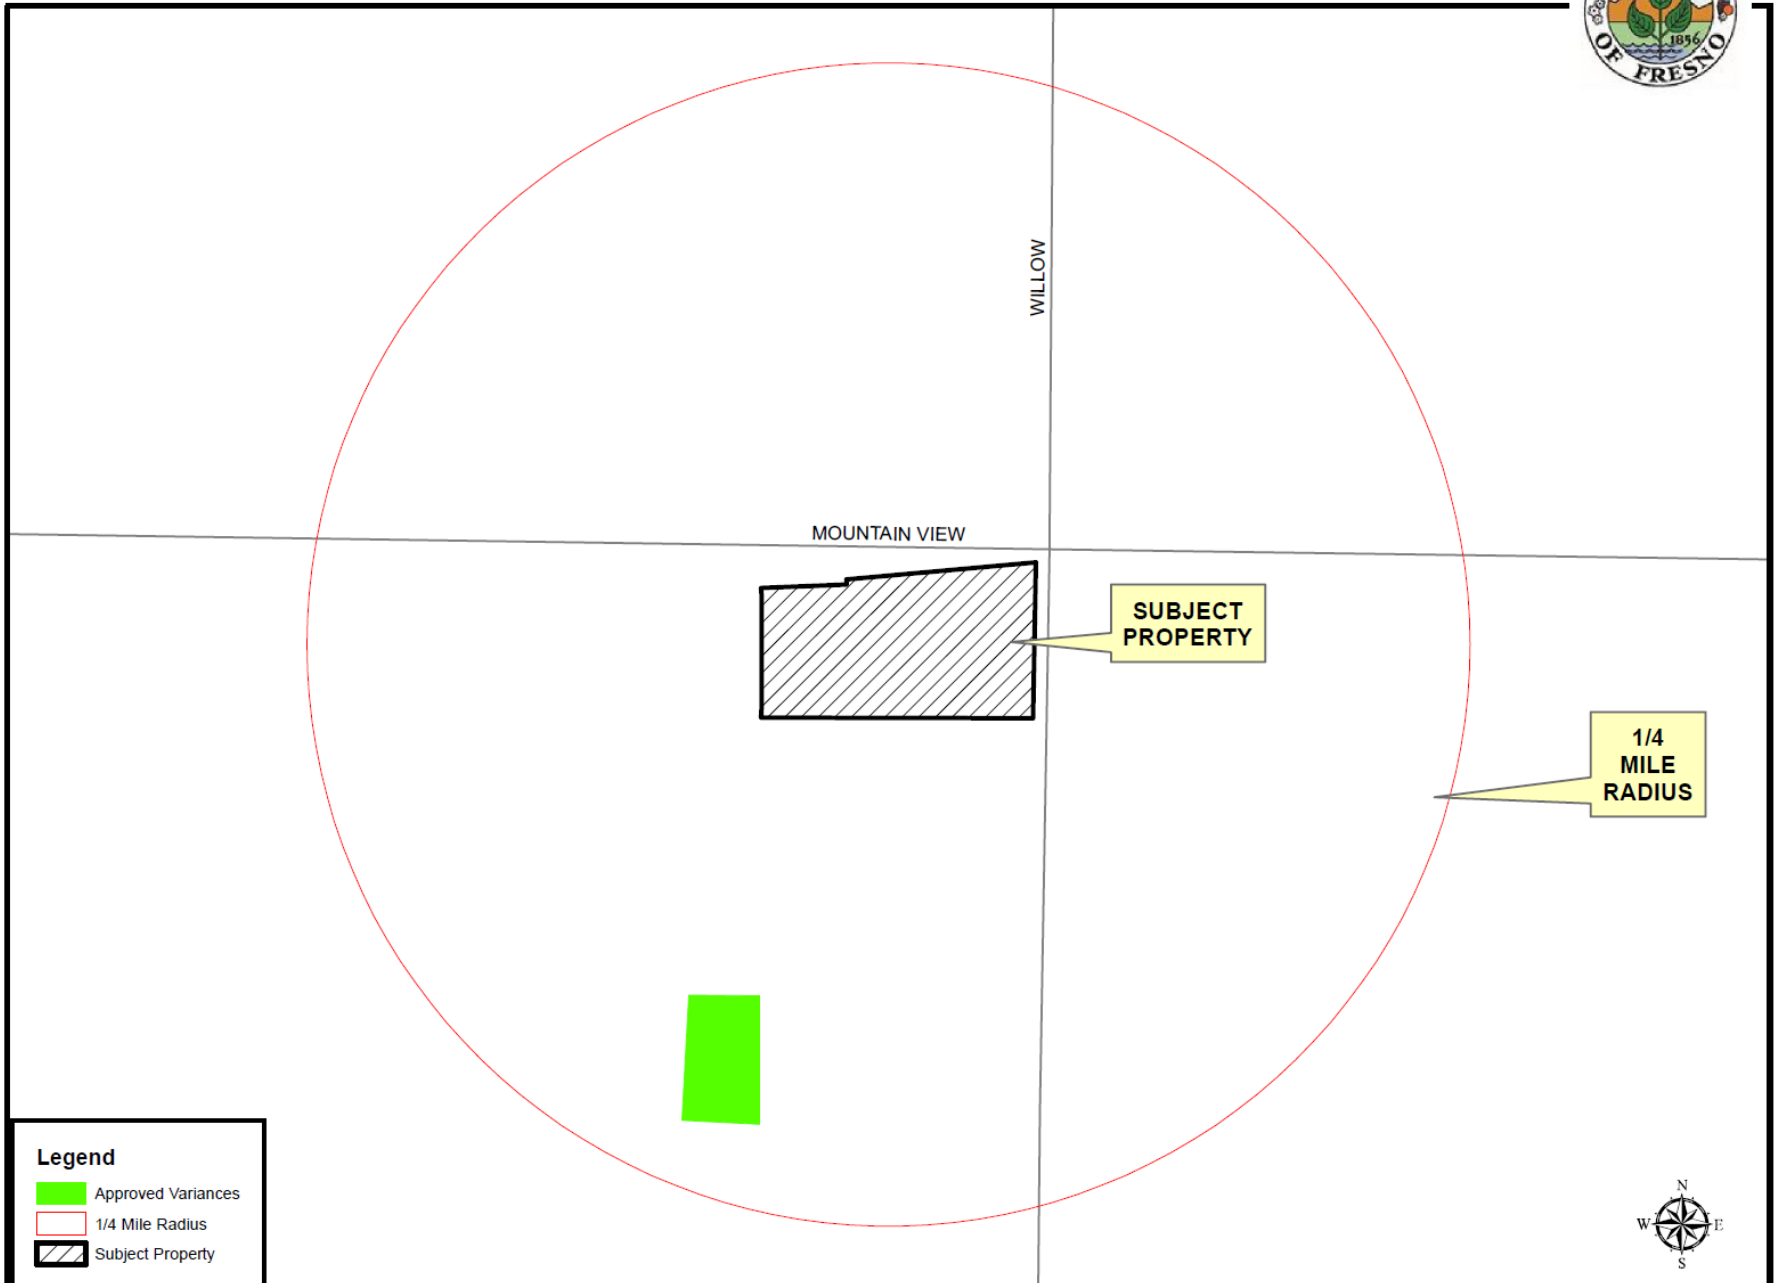 1856
OF FRESNO
WILLOW
MOUNTAIN VIEW
SUBJECT
PROPERTY
1/4
MILE
RADIUS
Legend
Approved Variances
1/4 Mile Radius
Subject Property
N
W E
S